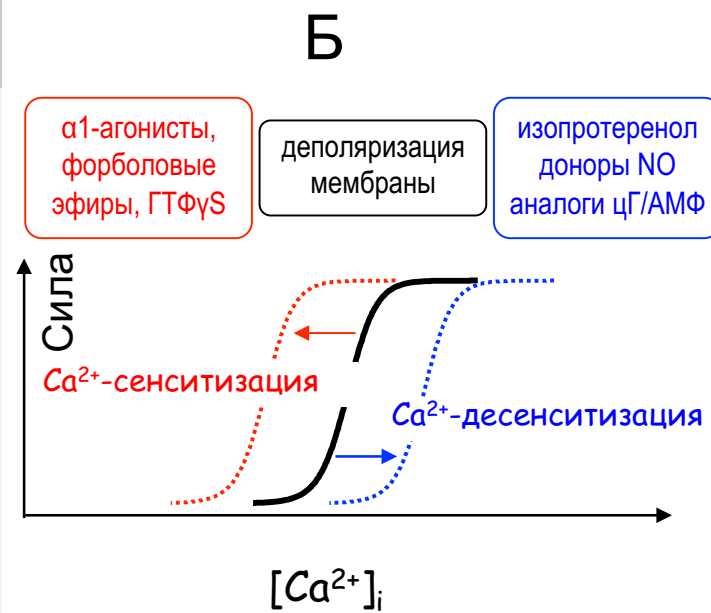 Б
α1-агонисты,
форболовые
эфиры, ГТФγS
деполяризация
мембраны
изопротеренол
доноры NO
аналоги цГ/АМФ
Сила
Ca²⁺-сенситизация
Ca²⁺-десенситизация
[Ca²⁺]ᵢ